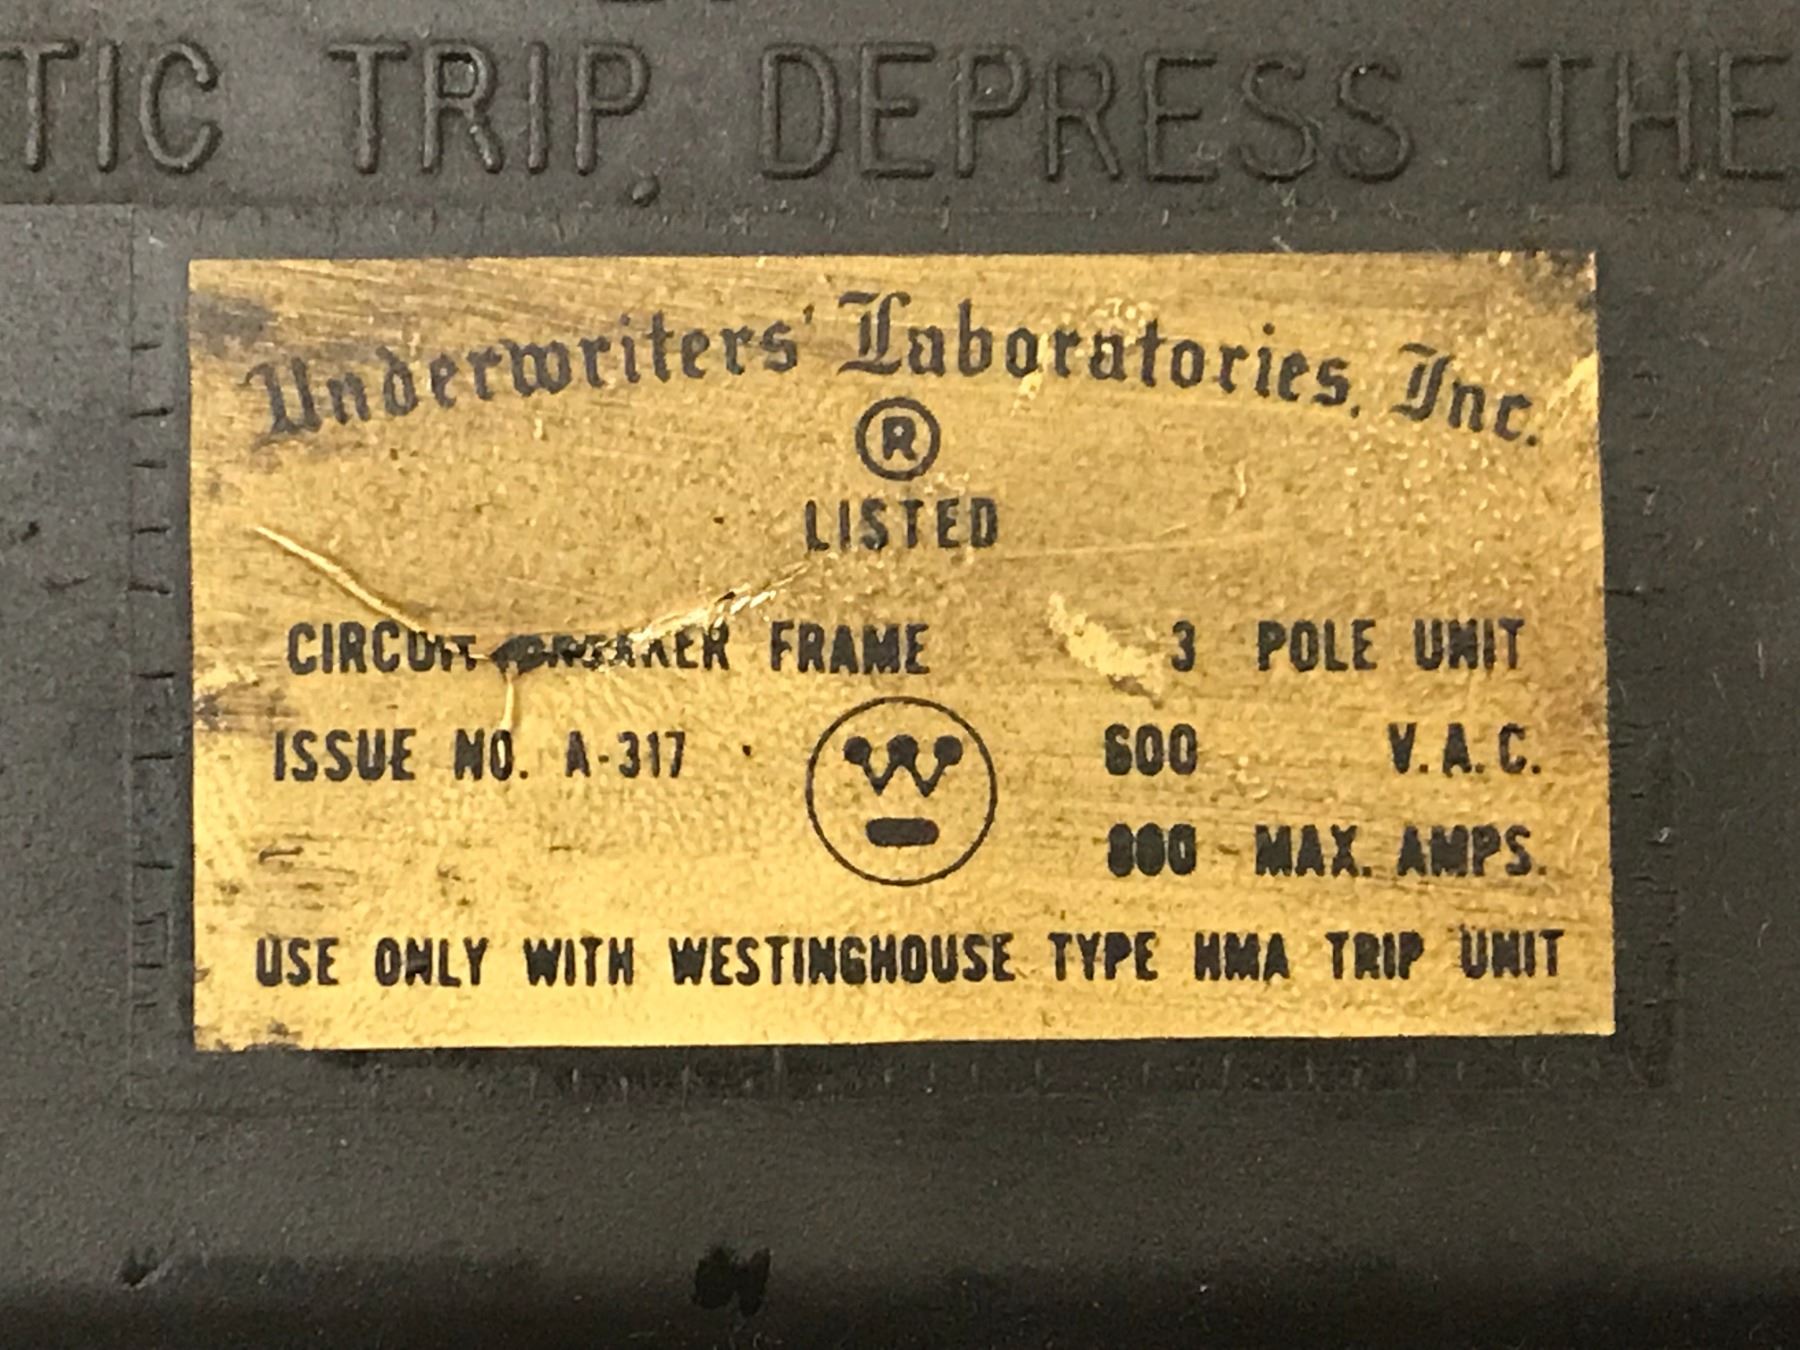 TIC TRIP, DEPRESS THE
Underwriters' Laboratories, Inc.
®
LISTED
CIRCUIT BREAKER FRAME 3 POLE UNIT
ISSUE NO. A-317 600 V.A.C.
800 MAX. AMPS.
USE ONLY WITH WESTINGHOUSE TYPE HMA TRIP UNIT